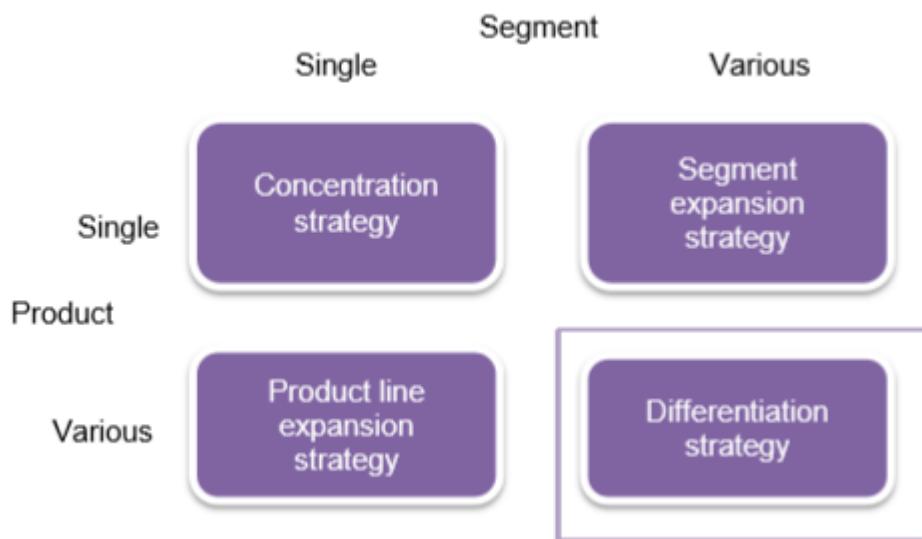 Segment
Single
Various
Concentration
strategy
Segment
expansion
strategy
Single
Product
Product line
expansion
strategy
Differentiation
strategy
Various